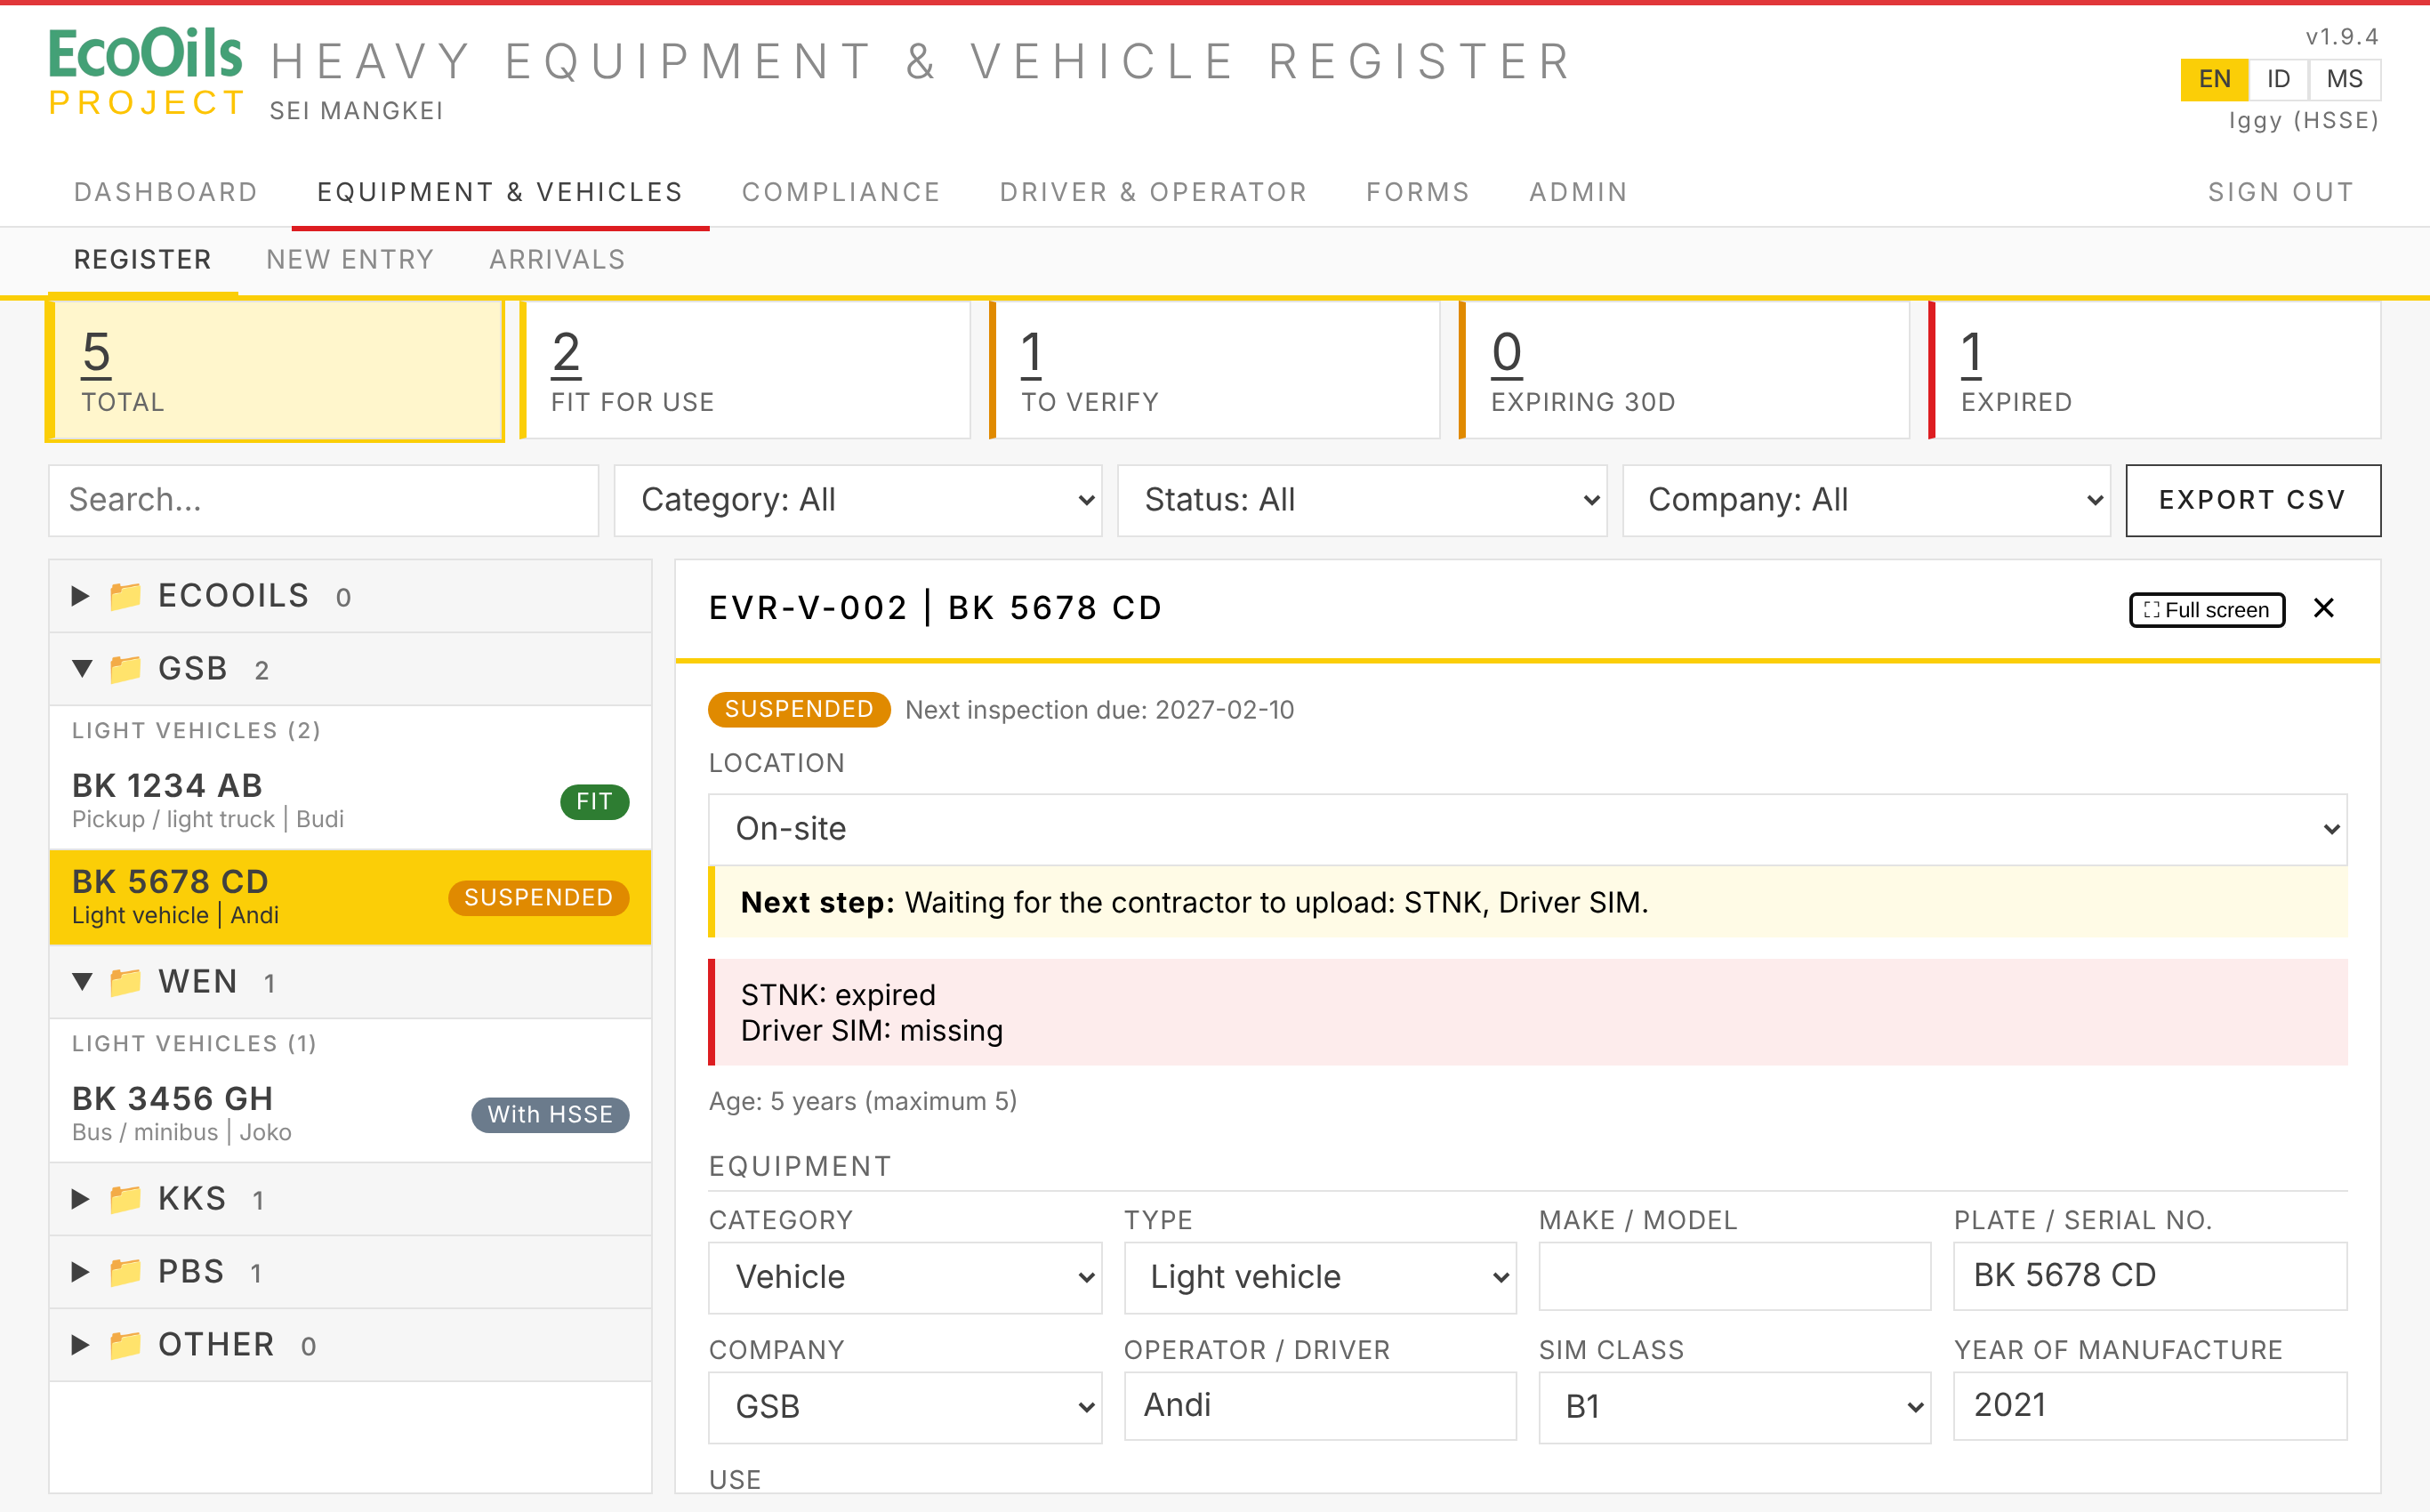 EcoOils
PROJECT
HEAVY EQUIPMENT & VEHICLE REGISTER
SEI MANGKEI
v1.9.4
EN ID MS
Iggy (HSSE)
DASHBOARD EQUIPMENT & VEHICLES COMPLIANCE DRIVER & OPERATOR FORMS ADMIN SIGN OUT
REGISTER NEW ENTRY ARRIVALS
5
TOTAL
2
FIT FOR USE
1
TO VERIFY
0
EXPIRING 30D
1
EXPIRED
Search...
Category: All
Status: All
Company: All
EXPORT CSV
ECOOILS 0
GSB 2
LIGHT VEHICLES (2)
BK 1234 AB
Pickup / light truck | Budi
FIT
BK 5678 CD
Light vehicle | Andi
SUSPENDED
WEN 1
LIGHT VEHICLES (1)
BK 3456 GH
Bus / minibus | Joko
With HSSE
KKS 1
PBS 1
OTHER 0
EVR-V-002 | BK 5678 CD
Full screen
SUSPENDED Next inspection due: 2027-02-10
LOCATION
On-site
Next step: Waiting for the contractor to upload: STNK, Driver SIM.
STNK: expired
Driver SIM: missing
Age: 5 years (maximum 5)
EQUIPMENT
CATEGORY TYPE MAKE / MODEL PLATE / SERIAL NO.
Vehicle Light vehicle BK 5678 CD
COMPANY OPERATOR / DRIVER SIM CLASS YEAR OF MANUFACTURE
GSB Andi B1 2021
USE